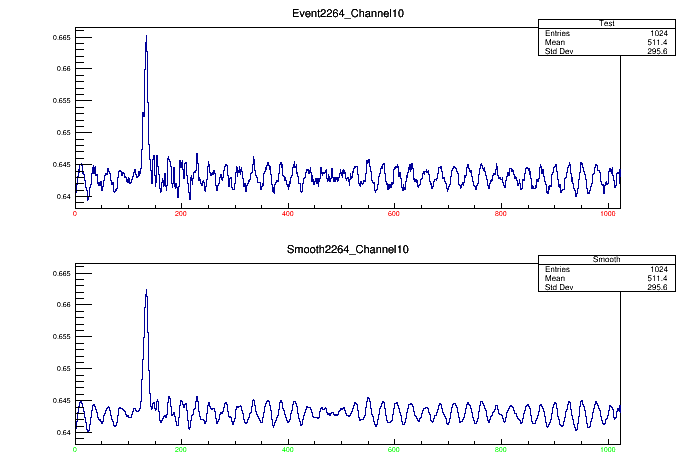 Event2264_Channel10
Test
Entries 1024
Mean 511.4
Std Dev 295.6
0.665
0.66
0.655
0.65
0.645
0.64
0 200 400 600 800 1000
Smooth2264_Channel10
Smooth
Entries 1024
Mean 511.4
Std Dev 295.6
0.665
0.66
0.655
0.65
0.645
0.64
0 200 400 600 800 1000